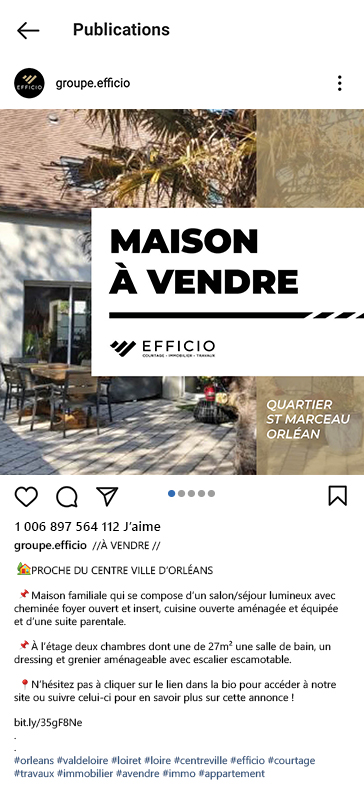 Publications
EFFICIO
groupe.efficio
MAISON
À VENDRE
EFFICIO
COURTAGE • IMMOBILIER • TRAVAUX
QUARTIER
ST MARCEAU
ORLÉAN
1 006 897 564 112 J’aime
groupe.efficio //À VENDRE //
🏡PROCHE DU CENTRE VILLE D’ORLÉANS
📌Maison familiale qui se compose d’un salon/séjour lumineux avec
cheminée foyer ouvert et insert, cuisine ouverte aménagée et équipée
et d’une suite parentale.
📌À l’étage deux chambres dont une de 27m² une salle de bain, un
dressing et grenier aménageable avec escalier escamotable.
📍N’hésitez pas à cliquer sur le lien dans la bio pour accéder à notre
site ou suivre celui-ci pour en savoir plus sur cette annonce !
bit.ly/35gF8Ne
.
.
#orleans #valdeloire #loiret #loire #centreville #efficio #courtage
#travaux #immobilier #avendre #immo #appartement